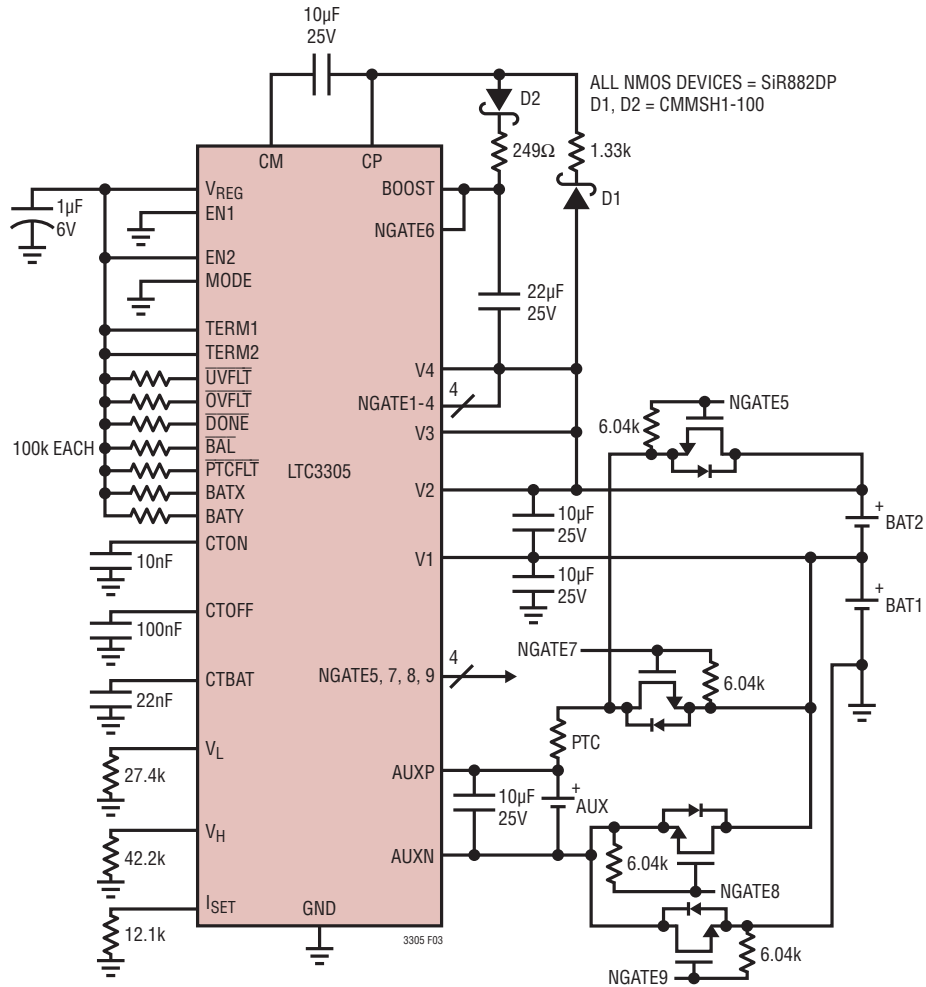 10µF
25V
ALL NMOS DEVICES = SiR882DP
D1, D2 = CMMSH1-100
D2
249Ω
1.33k
D1
CM
CP
1µF
6V
VREG
EN1
EN2
MODE
TERM1
TERM2
UVFLT
OVFLT
DONE
BAL
PTCFLT
BATX
BATY
100k EACH
CTON
10nF
CTOFF
100nF
CTBAT
22nF
VL
27.4k
VH
42.2k
ISET
12.1k
GND
LTC3305
BOOST
NGATE6
22µF
25V
V4
NGATE1-4
4
V3
V2
10µF
25V
V1
10µF
25V
NGATE5, 7, 8, 9
4
AUXP
AUXN
10µF
25V
+
AUX
PTC
6.04k
NGATE5
+
BAT2
+
BAT1
NGATE7
6.04k
6.04k
NGATE8
6.04k
NGATE9
3305 F03